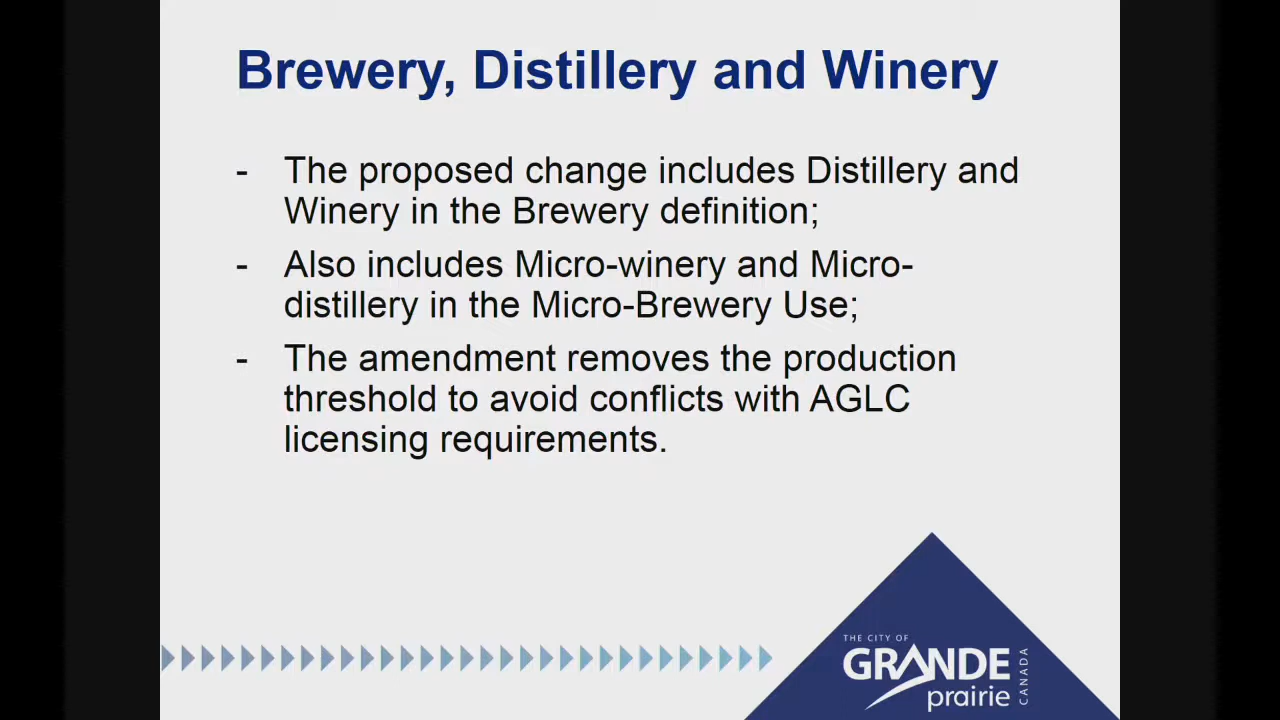 Brewery, Distillery and Winery
- The proposed change includes Distillery and
Winery in the Brewery definition;
- Also includes Micro-winery and Micro-
distillery in the Micro-Brewery Use;
- The amendment removes the production
threshold to avoid conflicts with AGLC
licensing requirements.
THE CITY OF
GRANDE
prairie
CANADA